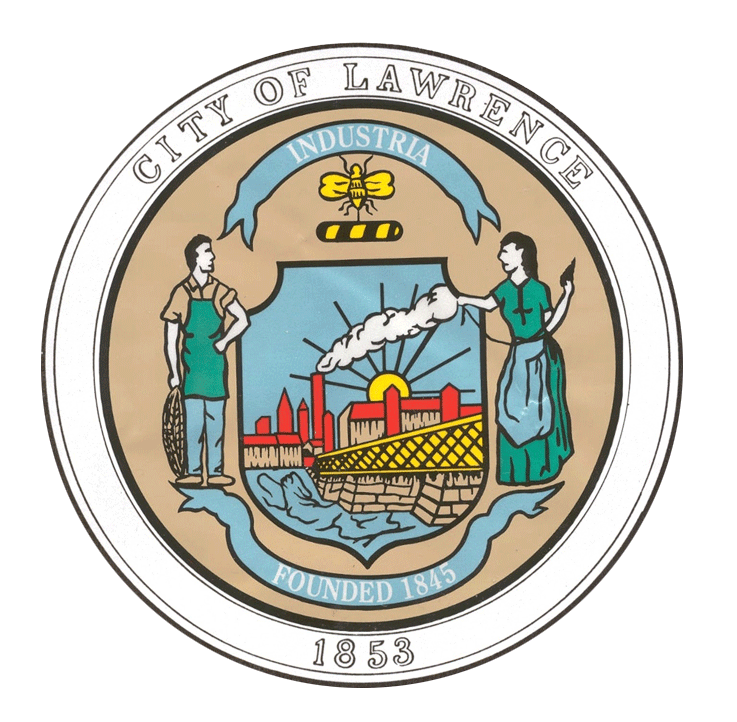 CITY OF LAWRENCE
INDUSTRIA
FOUNDED 1845
1853